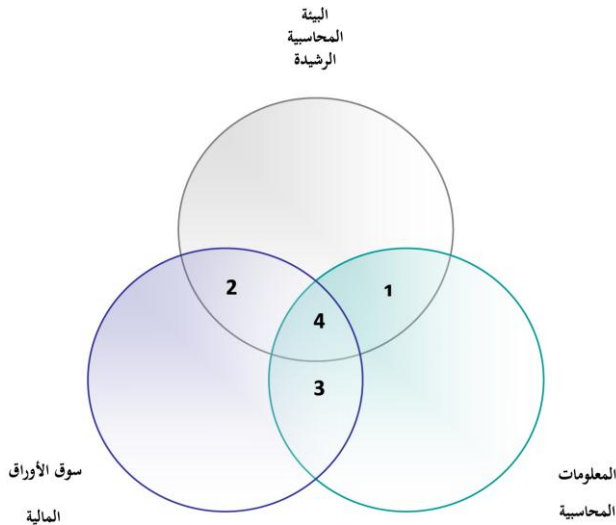 البيئة
المحاسبية
الرشيدة
2
1
4
3
سوق الأوراق
المالية
المعلومات
المحاسبية